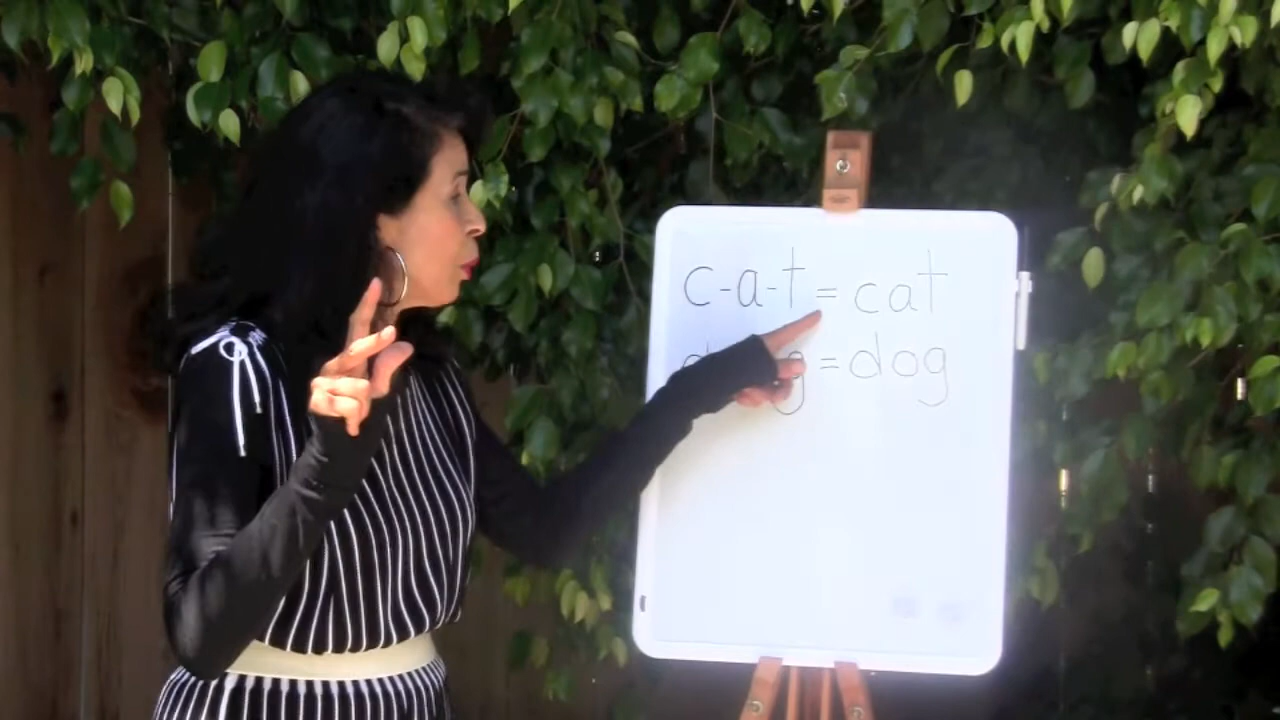 c-a-t = cat
g = dog